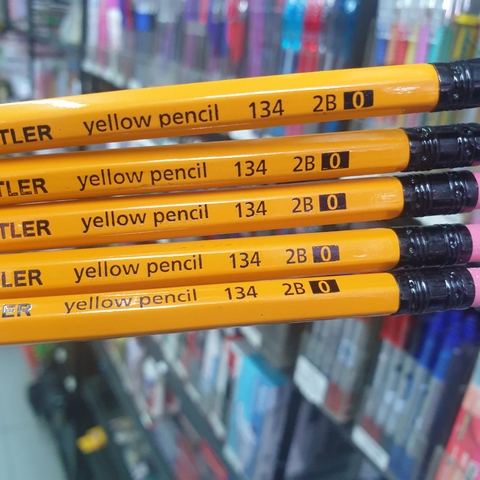 TLER yellow pencil 134 2B 0
TLER yellow pencil 134 2B 0
TLER yellow pencil 134 2B 0
LER yellow pencil 134 2B 0
ER yellow pencil 134 2B 0